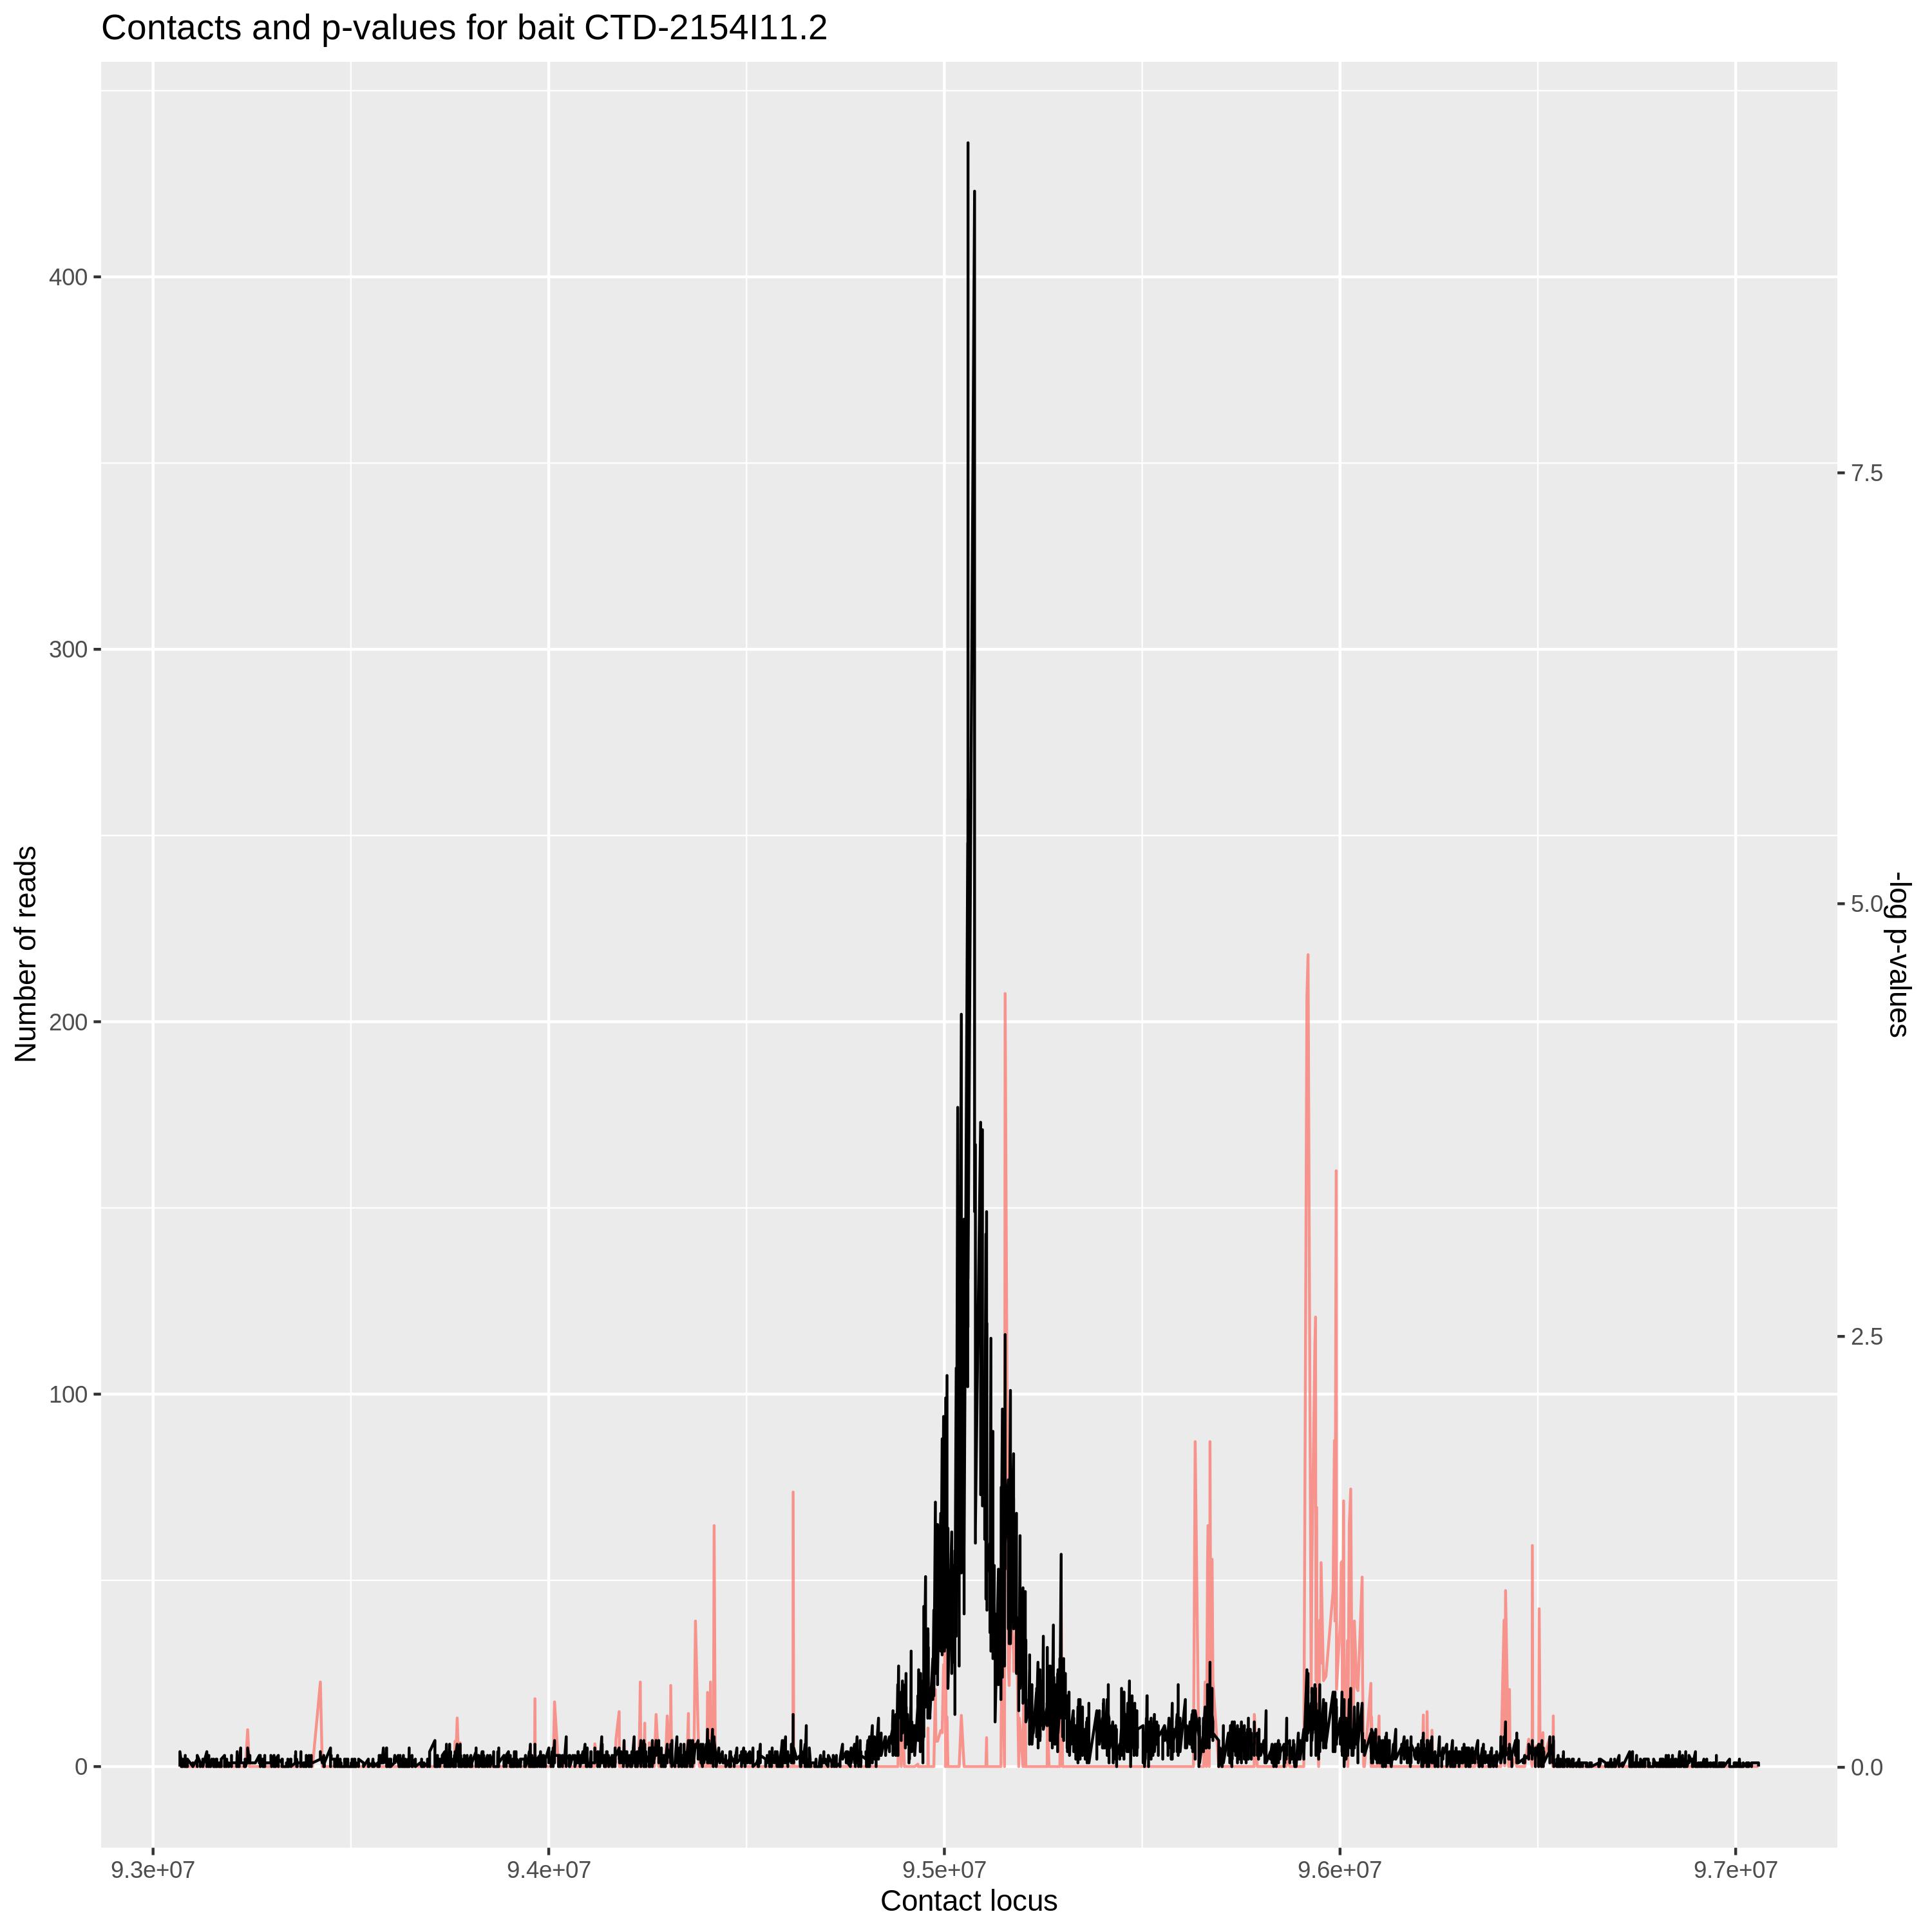 Contacts and p-values for bait CTD-2154I11.2
Number of reads
400
300
200
100
0
7.5
5.0
2.5
0.0
-log p-values
9.3e+07 9.4e+07 9.5e+07 9.6e+07 9.7e+07
Contact locus